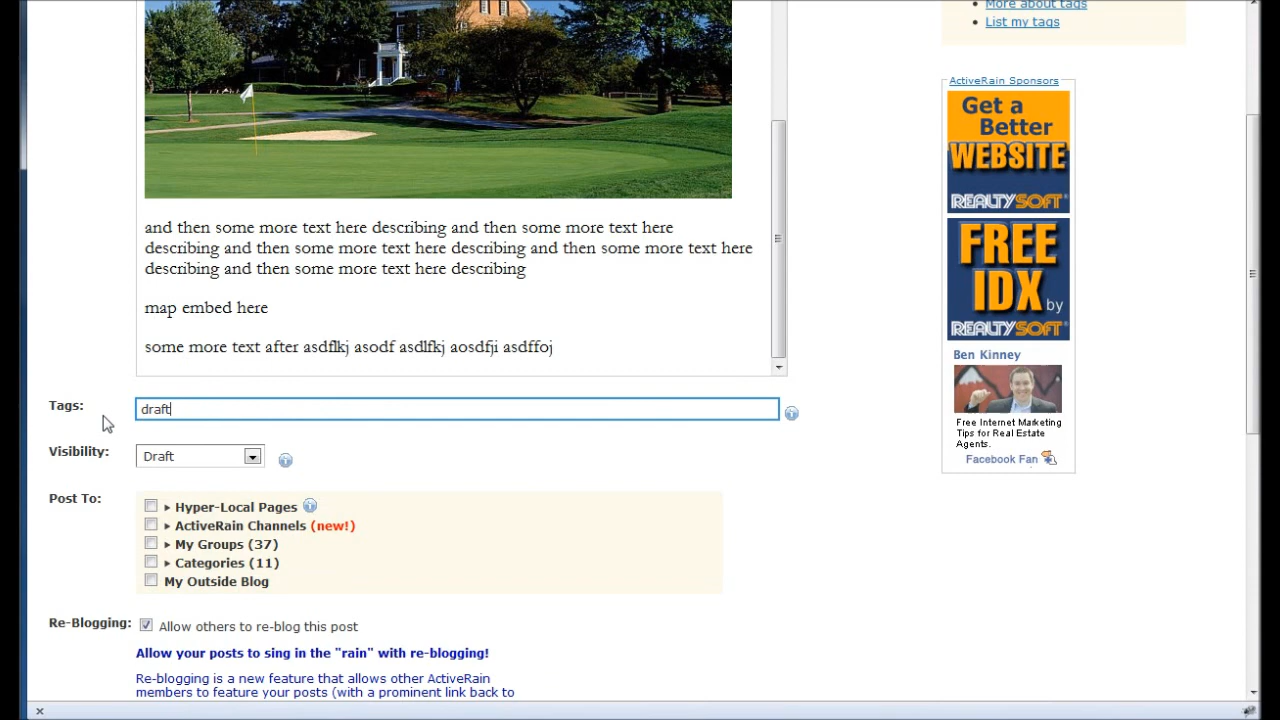 More about tags
List my tags
ActiveRain Sponsors
Get a
Better
WEBSITE
REALTYSOFT
FREE
IDX by
REALTYSOFT
Ben Kinney
Free Internet Marketing
Tips for Real Estate
Agents.
Facebook Fan
and then some more text here describing and then some more text here
describing and then some more text here describing and then some more text here
describing and then some more text here describing
map embed here
some more text after asdflkj asodf asdlfkj aosdfji asdffoj
Tags: draft
Visibility: Draft
Post To:
Hyper-Local Pages
ActiveRain Channels (new!)
My Groups (37)
Categories (11)
My Outside Blog
Re-Blogging: Allow others to re-blog this post
Allow your posts to sing in the "rain" with re-blogging!
Re-blogging is a new feature that allows other ActiveRain
members to feature your posts (with a prominent link back to